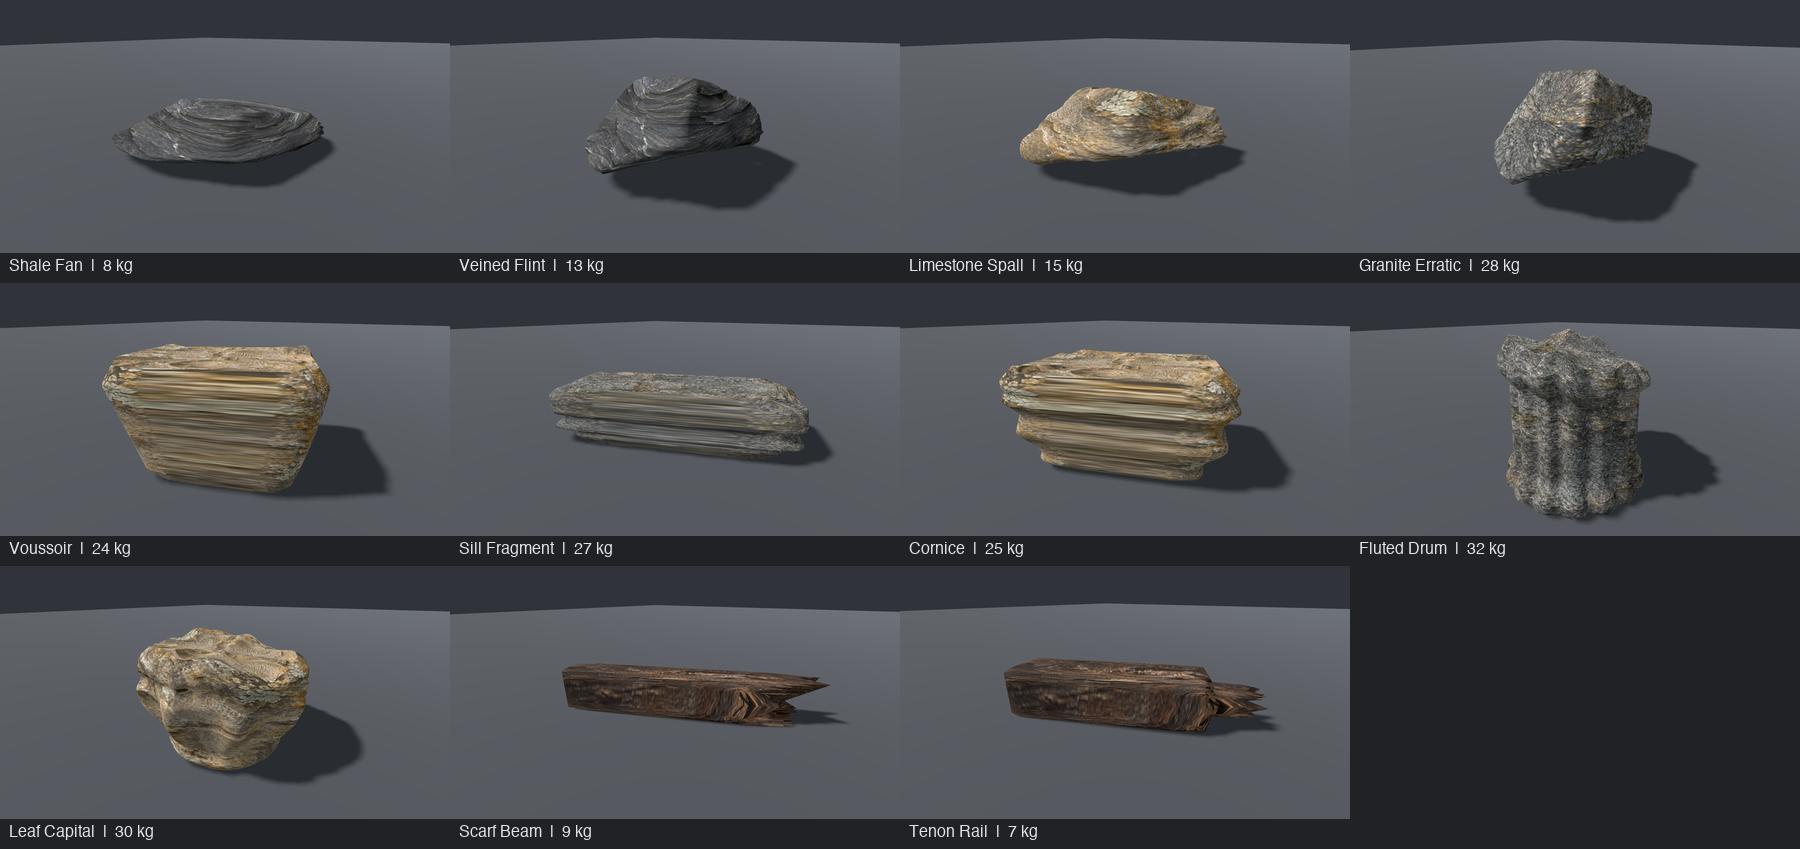 Shale Fan | 8 kg
Veined Flint | 13 kg
Limestone Spall | 15 kg
Granite Erratic | 28 kg
Voussoir | 24 kg
Sill Fragment | 27 kg
Cornice | 25 kg
Fluted Drum | 32 kg
Leaf Capital | 30 kg
Scarf Beam | 9 kg
Tenon Rail | 7 kg